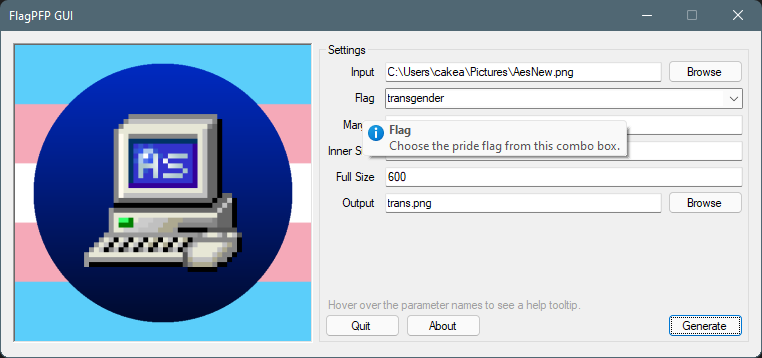 FlagPFP GUI
Settings
Input
C:\Users\cakea\Pictures\AesNew.png
Browse
Flag
transgender
Flag
Choose the pride flag from this combo box.
Full Size
600
Output
trans.png
Browse
Hover over the parameter names to see a help tooltip.
Quit
About
Generate
AS